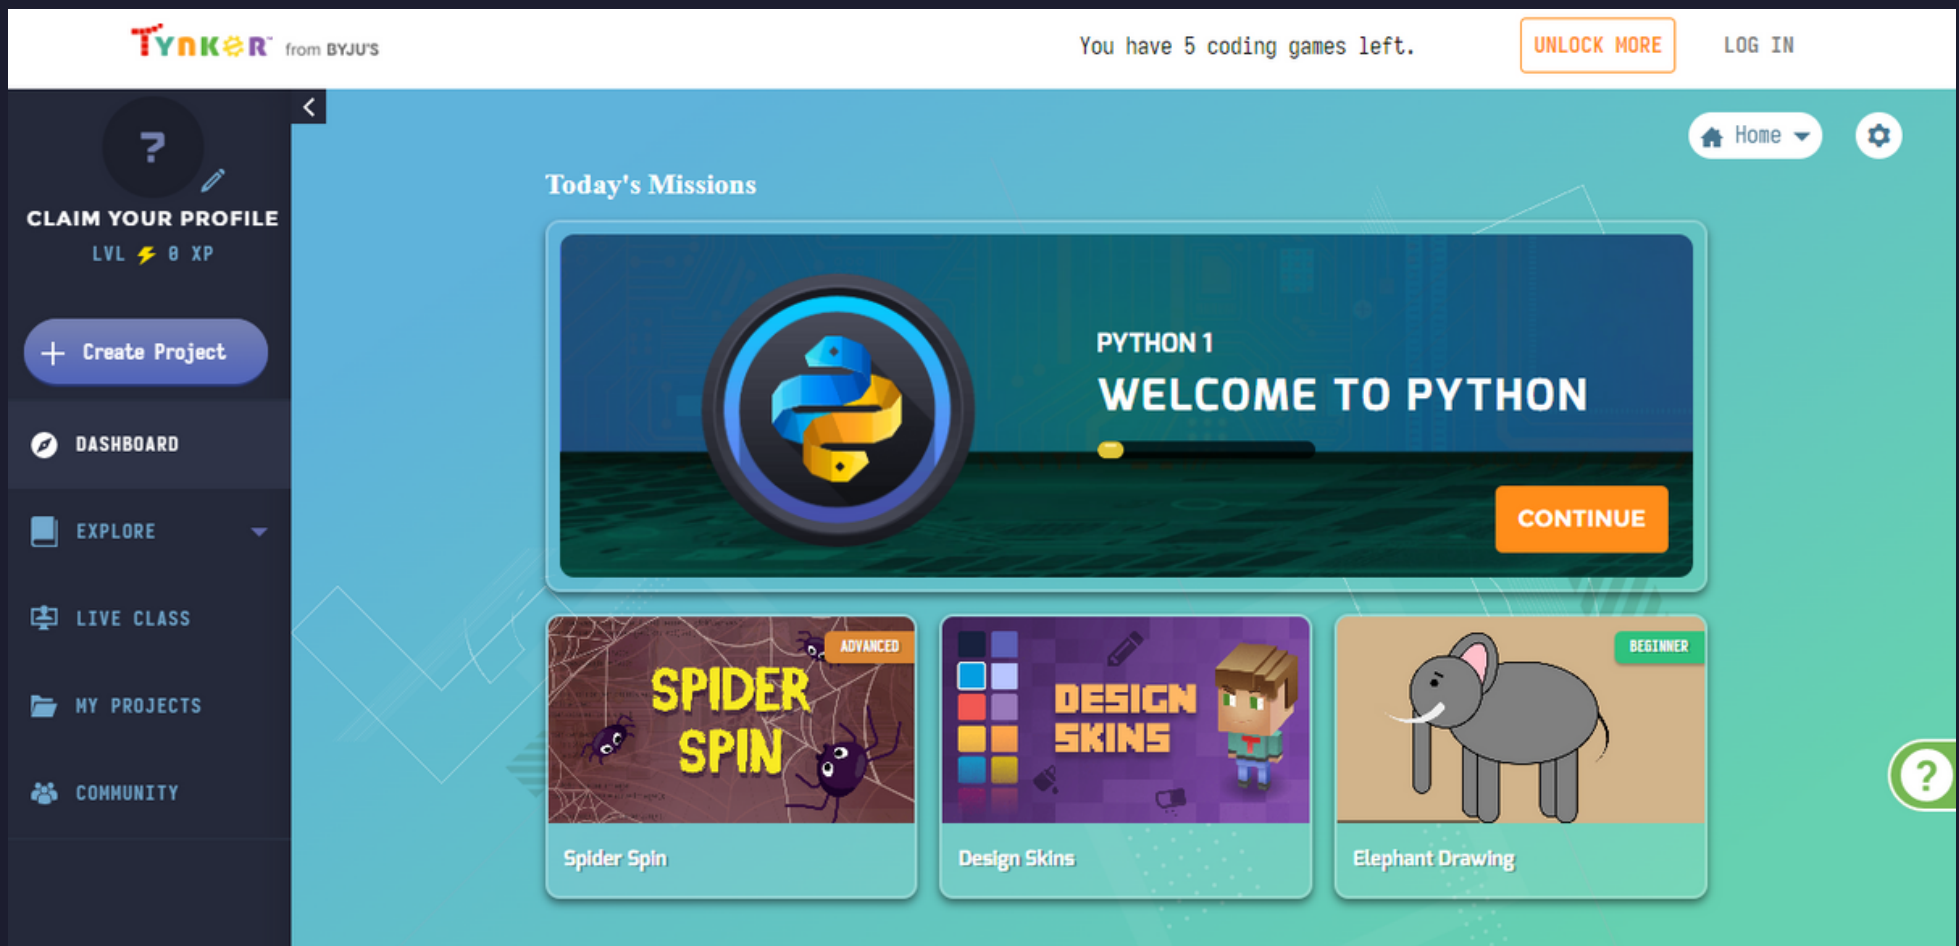 TYNKER™ from BYJU'S
You have 5 coding games left.
UNLOCK MORE
LOG IN
?
CLAIM YOUR PROFILE
LVL ⚡ 0 XP
+ Create Project
DASHBOARD
EXPLORE
LIVE CLASS
MY PROJECTS
COMMUNITY
Home
Today's Missions
PYTHON 1
WELCOME TO PYTHON
CONTINUE
ADVANCED
SPIDER
SPIN
Spider Spin
DESIGN
SKINS
Design Skins
BEGINNER
Elephant Drawing
?